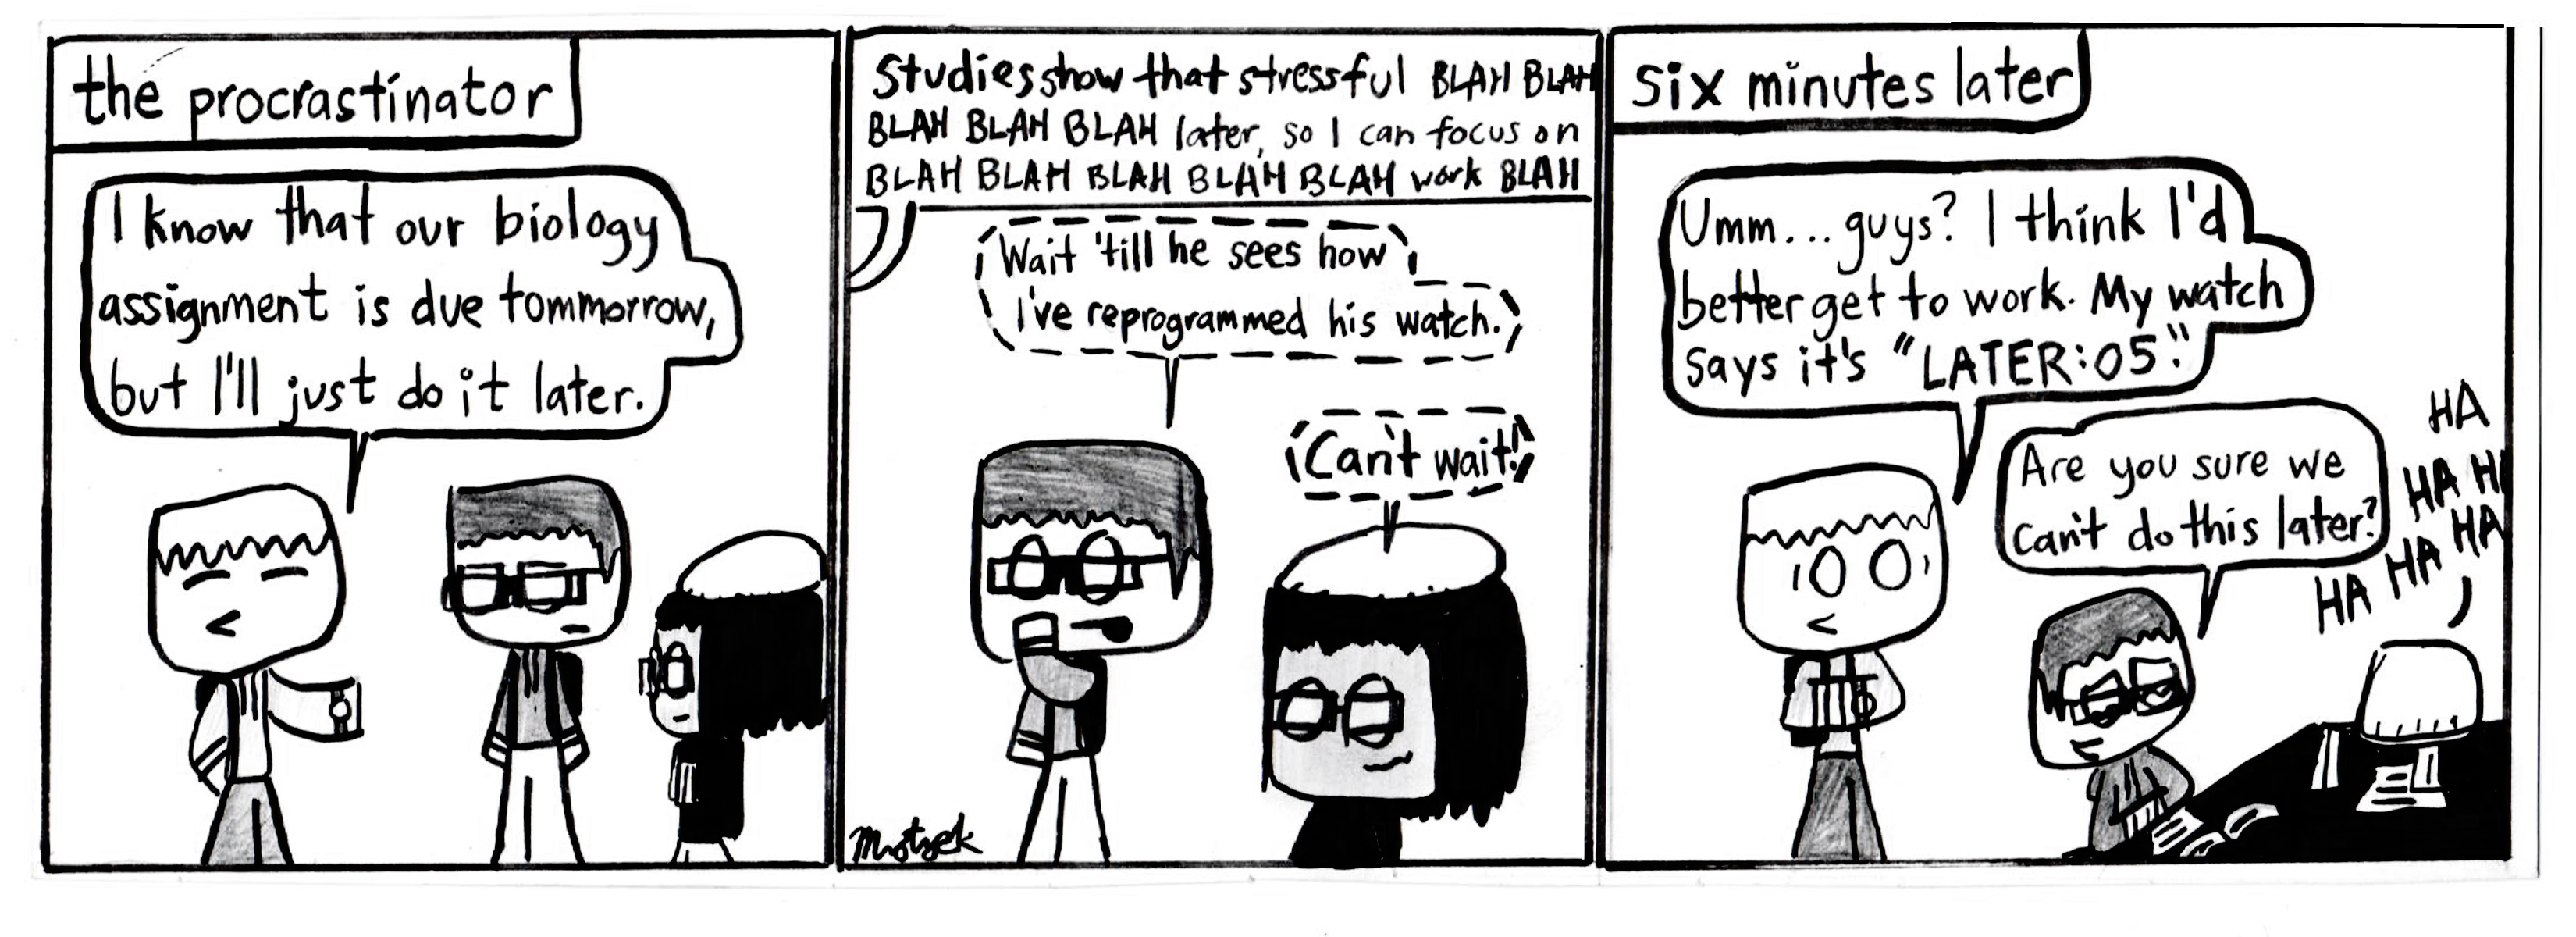 the procrastinator
I know that our biology
assignment is due tommorrow,
but I'll just do it later.
Studies show that stressful BLAH BLAH
BLAH BLAH BLAH later, so I can focus on
BLAH BLAH BLAH BLAH BLAH work BLAH
Wait 'till he sees how
I've reprogrammed his watch.
Can't wait!
six minutes later
Umm... guys? I think I'd
better get to work. My watch
says it's "LATER:05."
Are you sure we
can't do this later?
HA
HA HA
HA HA HA